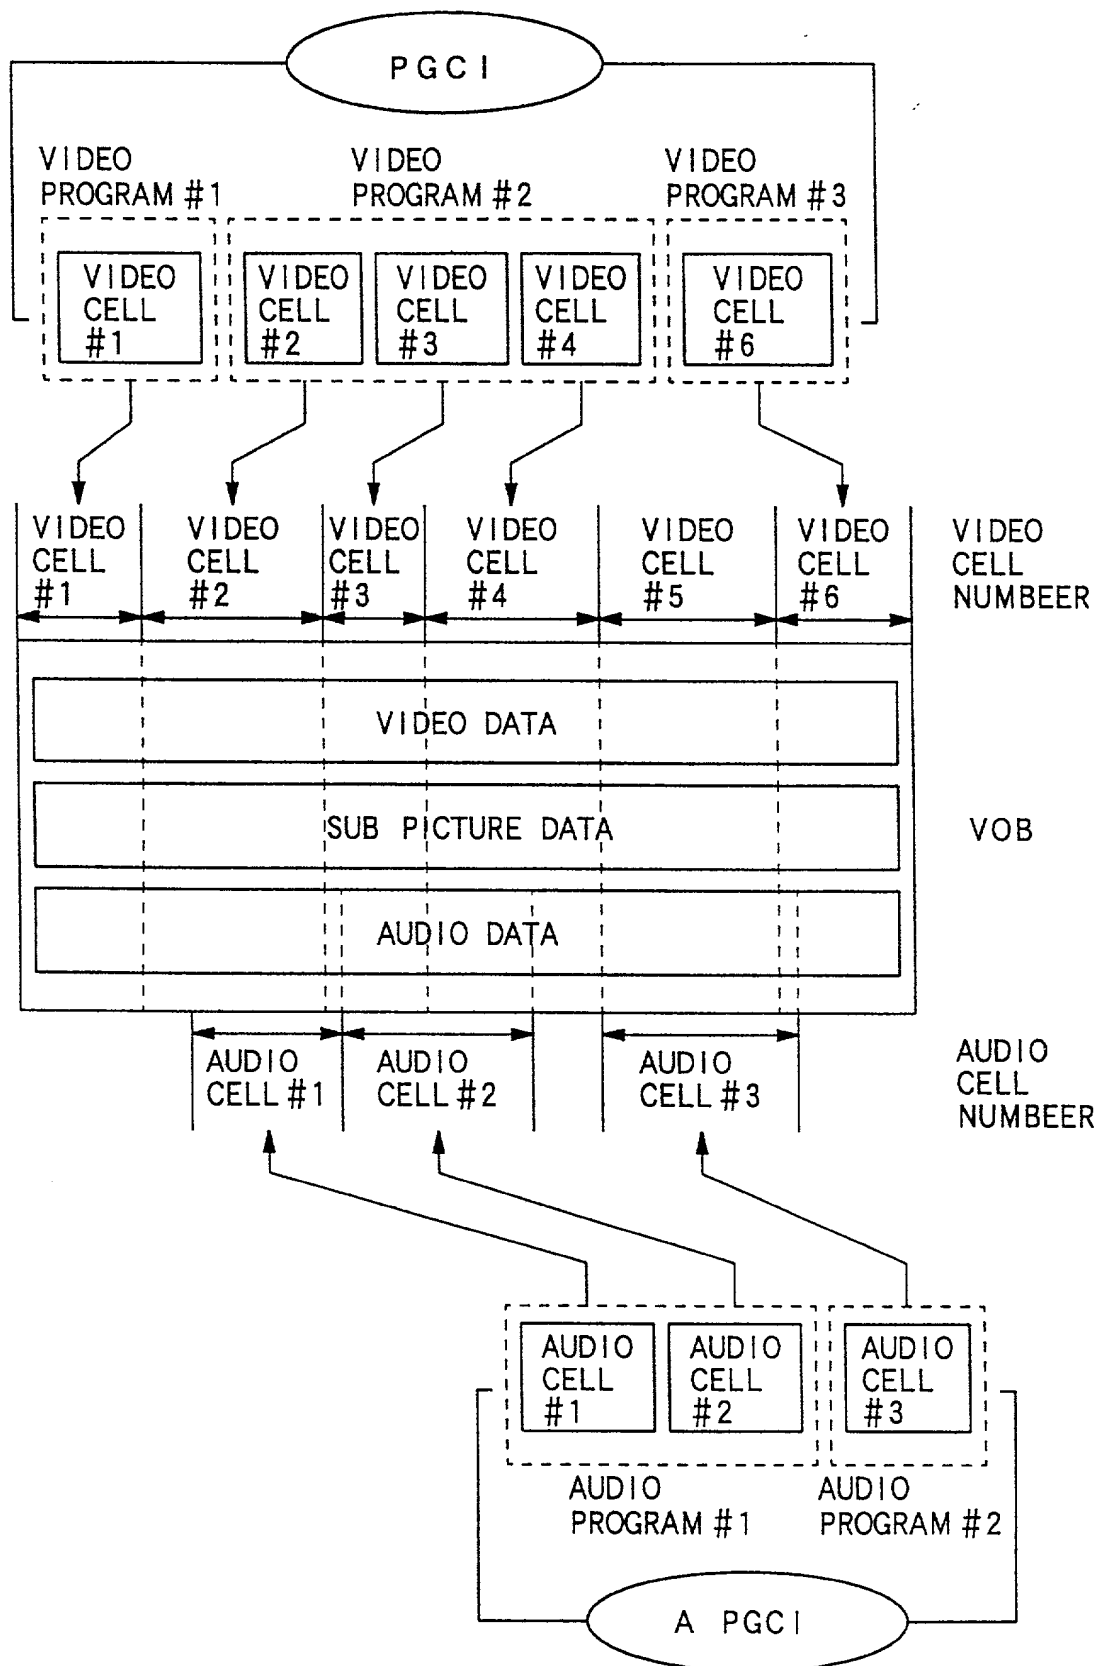 PGCI
VIDEO
PROGRAM #1
VIDEO
PROGRAM #2
VIDEO
PROGRAM #3
VIDEO
CELL
#1
VIDEO
CELL
#2
VIDEO
CELL
#3
VIDEO
CELL
#4
VIDEO
CELL
#6
VIDEO
CELL
#1
VIDEO
CELL
#2
VIDEO
CELL
#3
VIDEO
CELL
#4
VIDEO
CELL
#5
VIDEO
CELL
#6
VIDEO
CELL
NUMBEER
VIDEO DATA
SUB PICTURE DATA
VOB
AUDIO DATA
AUDIO
CELL #1
AUDIO
CELL #2
AUDIO
CELL #3
AUDIO
CELL
NUMBEER
AUDIO
CELL
#1
AUDIO
CELL
#2
AUDIO
CELL
#3
AUDIO
PROGRAM #1
AUDIO
PROGRAM #2
A PGCI